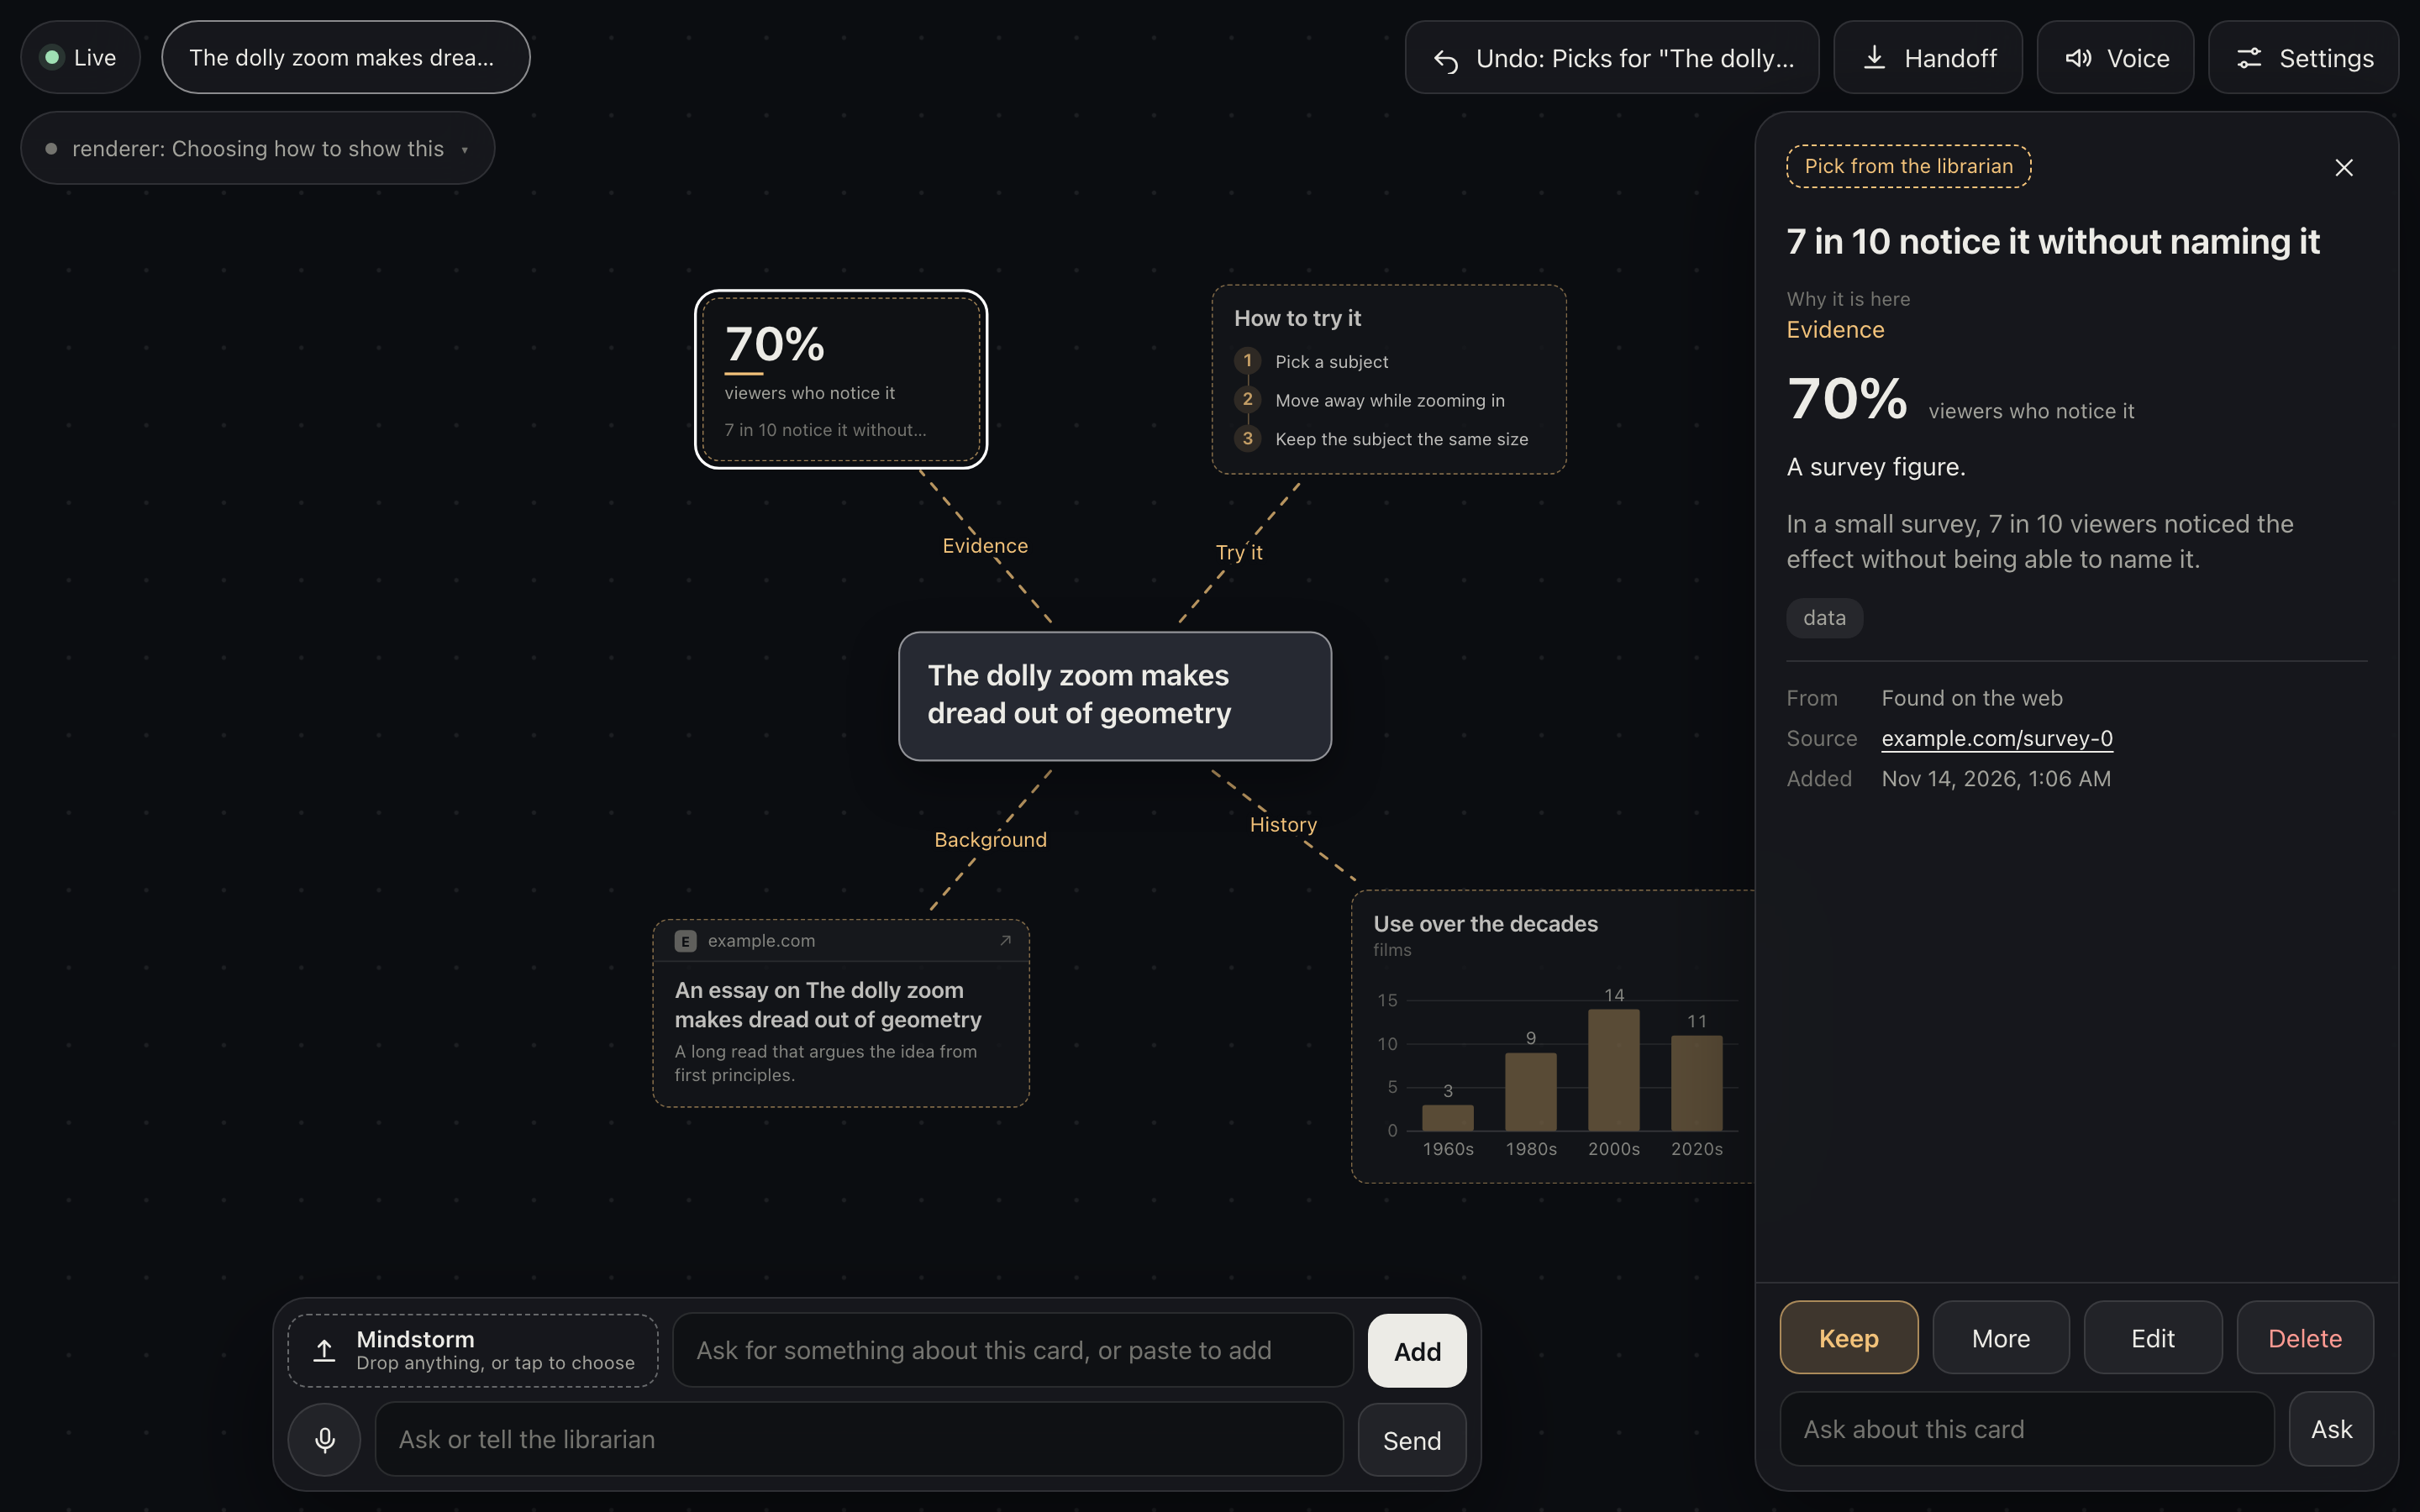 Live
The dolly zoom makes drea...
Undo: Picks for "The dolly...
Handoff
Voice
Settings
renderer: Choosing how to show this
70%
viewers who notice it
7 in 10 notice it without...
How to try it
1 Pick a subject
2 Move away while zooming in
3 Keep the subject the same size
Evidence
Try it
The dolly zoom makes
dread out of geometry
Background
History
E example.com
An essay on The dolly zoom
makes dread out of geometry
A long read that argues the idea from
first principles.
Use over the decades
films
15
10
5
0
3
9
14
11
1960s 1980s 2000s 2020s
Mindstorm
Drop anything, or tap to choose
Ask for something about this card, or paste to add
Add
Ask or tell the librarian
Send
Pick from the librarian
7 in 10 notice it without naming it
Why it is here
Evidence
70% viewers who notice it
A survey figure.
In a small survey, 7 in 10 viewers noticed the
effect without being able to name it.
data
From Found on the web
Source example.com/survey-0
Added Nov 14, 2026, 1:06 AM
Keep
More
Edit
Delete
Ask about this card
Ask